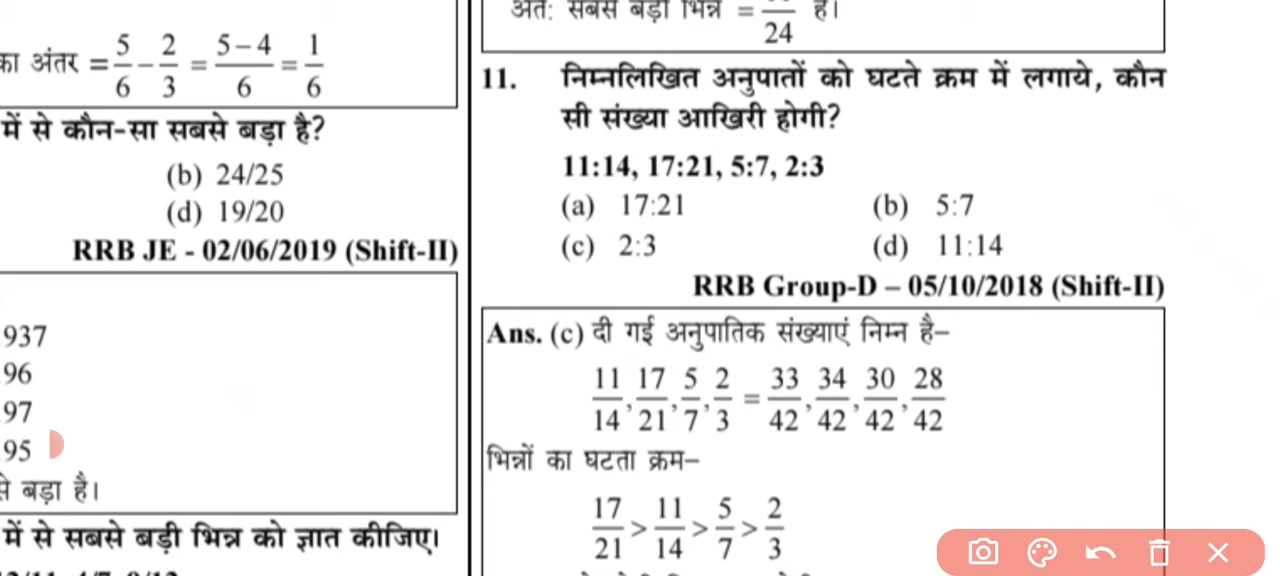 का अंतर = 5/6 − 2/3 = (5−4)/6 = 1/6
में से कौन-सा सबसे बड़ा है?
(b) 24/25
(d) 19/20
RRB JE - 02/06/2019 (Shift-II)
937
96
97
95
से बड़ा है।
में से सबसे बड़ी भिन्न को ज्ञात कीजिए।
अतः सबसे बड़ी भिन्न = /24 है।
11. निम्नलिखित अनुपातों को घटते क्रम में लगाये, कौन
सी संख्या आखिरी होगी?
11:14, 17:21, 5:7, 2:3
(a) 17:21 (b) 5:7
(c) 2:3 (d) 11:14
RRB Group-D – 05/10/2018 (Shift-II)
Ans. (c) दी गई अनुपातिक संख्याएं निम्न है–
11/14, 17/21, 5/7, 2/3 = 33/42, 34/42, 30/42, 28/42
भिन्नों का घटता क्रम–
17/21 > 11/14 > 5/7 > 2/3